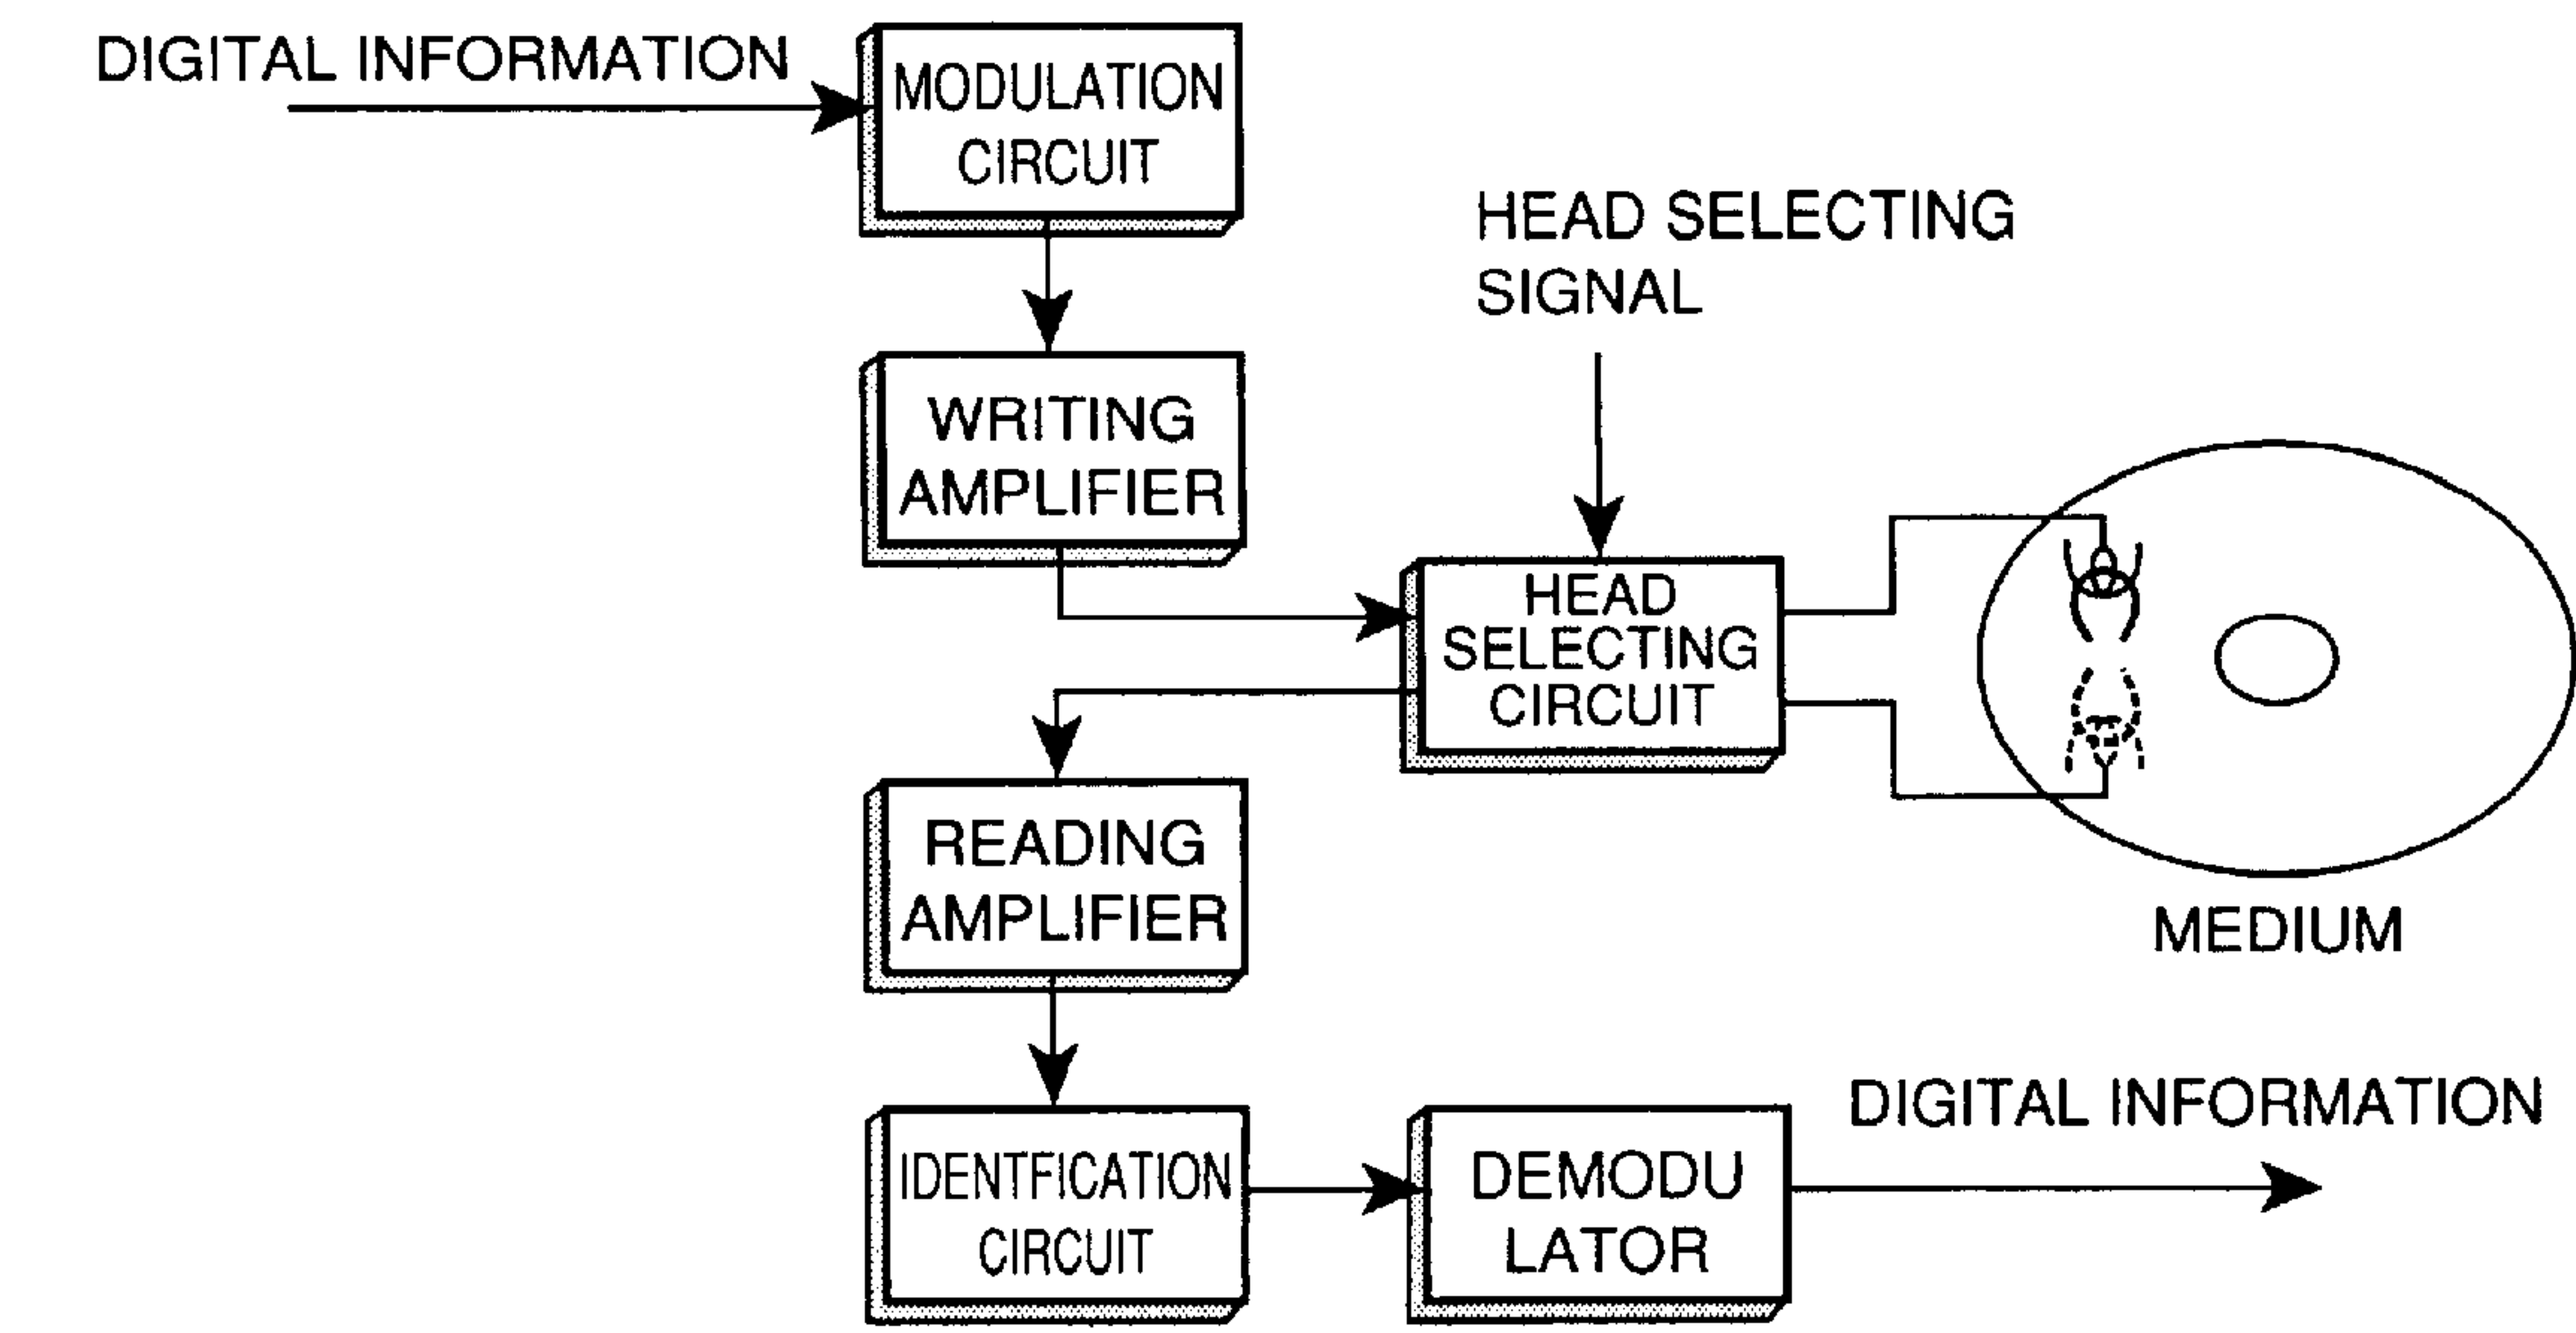 DIGITAL INFORMATION
MODULATION
CIRCUIT
HEAD SELECTING
SIGNAL
WRITING
AMPLIFIER
HEAD
SELECTING
CIRCUIT
READING
AMPLIFIER
MEDIUM
IDENTFICATION
CIRCUIT
DEMODU
LATOR
DIGITAL INFORMATION